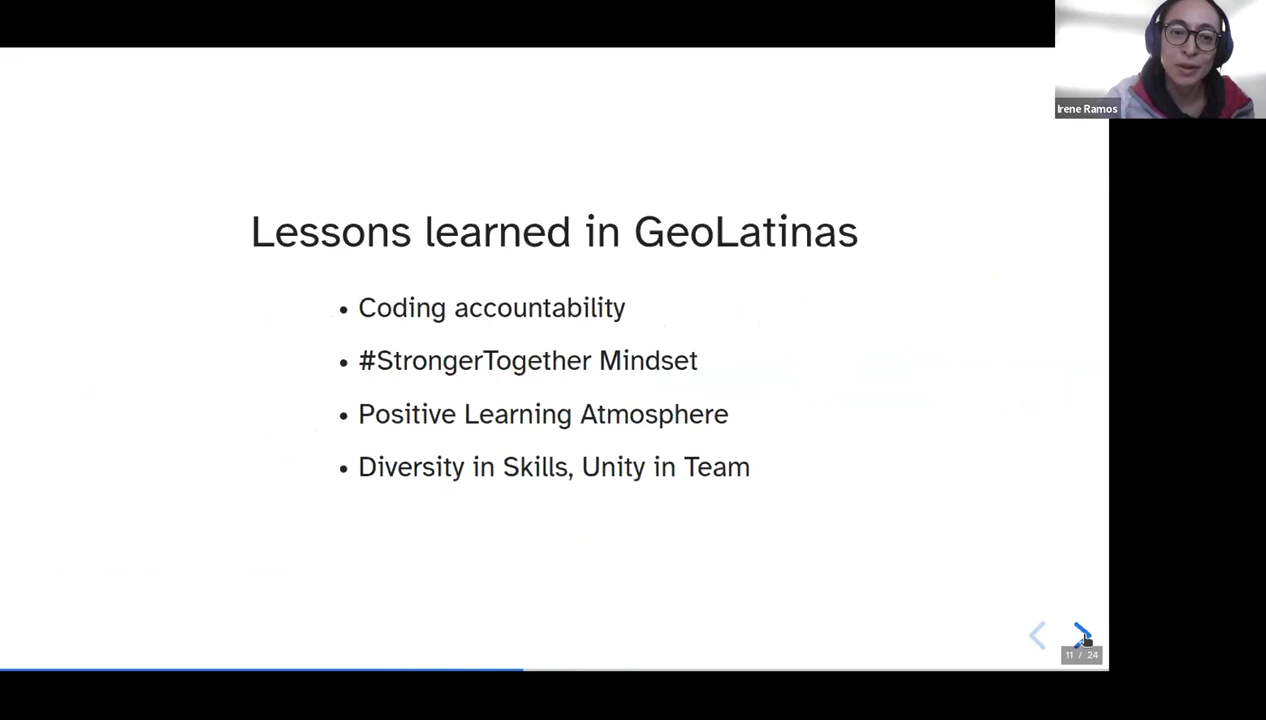 Irene Ramos
Lessons learned in GeoLatinas
• Coding accountability
• #StrongerTogether Mindset
• Positive Learning Atmosphere
• Diversity in Skills, Unity in Team
11 / 24